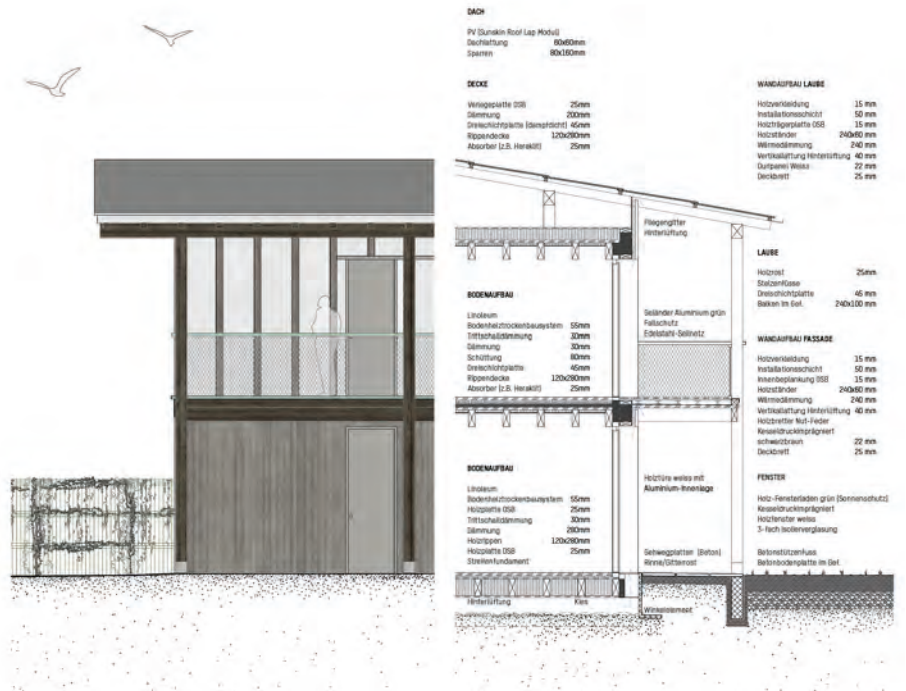 DACH
PV (Sunskin Roof Lap Modul)
Dachlattung 60x60mm
Sparren 80x160mm
DECKE
Verlegeplatte OSB 25mm
Dämmung 200mm
Dreischichtplatte (dampfdicht) 45mm
Rippendecke 120x280mm
Absorber (z.B. Heraklit) 25mm
BODENAUFBAU
Linoleum
Bodenheiztrockenbausystem 55mm
Trittschalldämmung 30mm
Dämmung 30mm
Schüttung 80mm
Dreischichtplatte 45mm
Rippendecke 120x280mm
Absorber (z.B. Heraklit) 25mm
BODENAUFBAU
Linoleum
Bodenheiztrockenbausystem 55mm
Holzplatte OSB 25mm
Trittschalldämmung 30mm
Dämmung 280mm
Holzrippen 120x280mm
Holzplatte OSB 25mm
Streifenfundament
Hinterlüftung Kies
Fliegengitter
Hinterlüftung
Geländer Aluminium grün
Fallschutz
Edelstahl-Seilnetz
Holztüre weiss mit
Aluminium-Inneneinlage
Gehwegplatten (Beton)
Rinne/Gitterrost
Winkelelement
WANDAUFBAU LAUBE
Holzverkleidung 15 mm
Installationsschicht 50 mm
Holzträgerplatte OSB 15 mm
Holzständer 240x60 mm
Wärmedämmung 240 mm
Vertikallattung Hinterlüftung 40 mm
Duripanel Weiss 22 mm
Deckbrett 25 mm
LAUBE
Holzrost 25mm
Stelzenfüsse
Dreischichtplatte 45 mm
Balken im Gef. 240x100 mm
WANDAUFBAU FASSADE
Holzverkleidung 15 mm
Installationsschicht 50 mm
Innenbeplankung OSB 15 mm
Holzständer 240x60 mm
Wärmedämmung 240 mm
Vertikallattung Hinterlüftung 40 mm
Holzbretter Nut-Feder
Kesseldruckimprägniert
schwarzbraun 22 mm
Deckbrett 25 mm
FENSTER
Holz-Fensterladen grün (Sonnenschutz)
Kesseldruckimprägniert
Holzfenster weiss
3-fach Isolierverglasung
Betonstützenfuss
Betonbodenplatte im Gef.